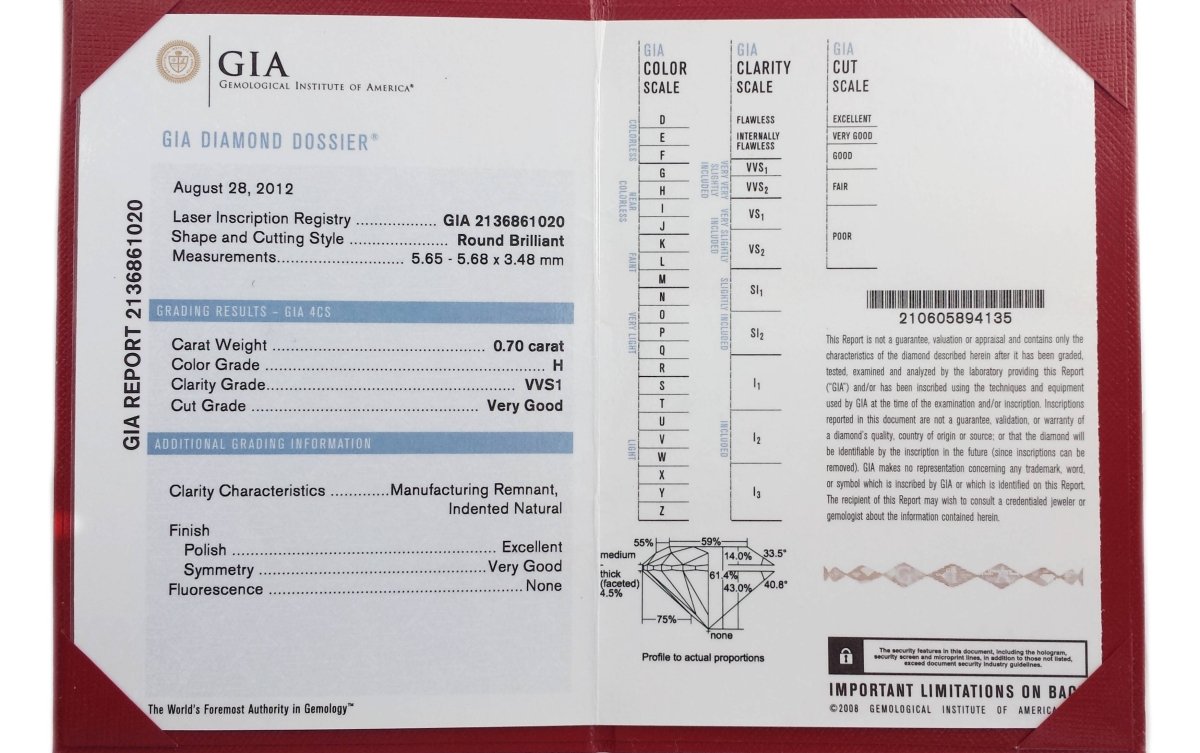 GIA
GEMOLOGICAL INSTITUTE OF AMERICA®
GIA DIAMOND DOSSIER®
GIA REPORT 2136861020
August 28, 2012
Laser Inscription Registry .................. GIA 2136861020
Shape and Cutting Style ...................... Round Brilliant
Measurements............................ 5.65 - 5.68 x 3.48 mm
GRADING RESULTS – GIA 4CS
Carat Weight ............................................... 0.70 carat
Color Grade ............................................................. H
Clarity Grade....................................................... VVS1
Cut Grade ................................................. Very Good
ADDITIONAL GRADING INFORMATION
Clarity Characteristics .............Manufacturing Remnant,
Indented Natural
Finish
Polish .......................................................... Excellent
Symmetry ..................................................Very Good
Fluorescence ........................................................ None
The World's Foremost Authority in Gemology™
GIA
COLOR
SCALE
COLORLESS
D
E
F
NEAR COLORLESS
G
H
I
J
FAINT
K
L
M
VERY LIGHT
N
O
P
Q
R
LIGHT
S
T
U
V
W
X
Y
Z
GIA
CLARITY
SCALE
FLAWLESS
INTERNALLY
FLAWLESS
VERY VERY
SLIGHTLY
INCLUDED
VVS1
VVS2
VERY SLIGHTLY
INCLUDED
VS1
VS2
SLIGHTLY INCLUDED
SI1
SI2
INCLUDED
I1
I2
I3
GIA
CUT
SCALE
EXCELLENT
VERY GOOD
GOOD
FAIR
POOR
55%
59%
medium
-
thick
(faceted)
4.5%
14.0%
33.5°
61.4%
43.0%
40.8°
75%
none
Profile to actual proportions
210605894135
This Report is not a guarantee, valuation or appraisal and contains only the
characteristics of the diamond described herein after it has been graded,
tested, examined and analyzed by the laboratory providing this Report
("GIA") and/or has been inscribed using the techniques and equipment
used by GIA at the time of the examination and/or inscription. Inscriptions
reported in this document are not a guarantee, validation, or warranty of
a diamond's quality, country of origin or source; or that the diamond will
be identifiable by the inscription in the future (since inscriptions can be
removed). GIA makes no representation concerning any trademark, word,
or symbol which is inscribed by GIA or which is identified on this Report.
The recipient of this Report may wish to consult a credentialed jeweler or
gemologist about the information contained herein.
The security features in this document, including the hologram,
security screen and microprint lines, in addition to those not listed,
exceed document security industry guidelines.
IMPORTANT LIMITATIONS ON BAC
©2008 GEMOLOGICAL INSTITUTE OF AMERICA